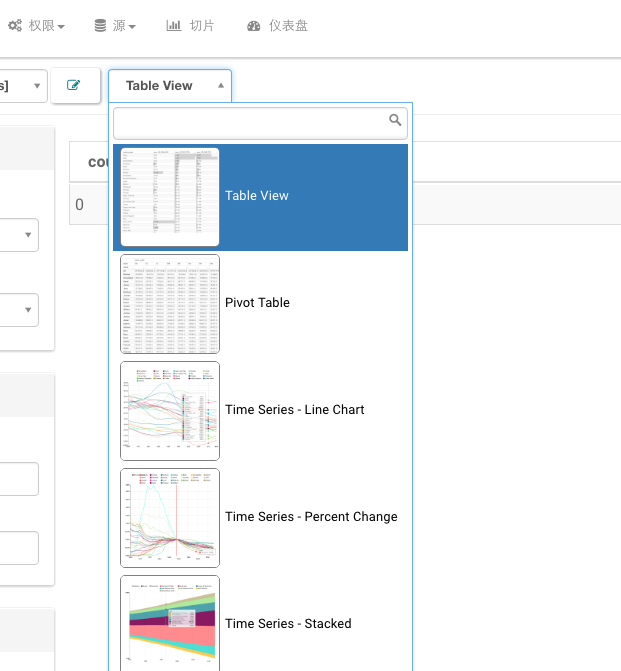 权限 源 切片 仪表盘
s] Table View
cou
0
Table View
Pivot Table
Time Series - Line Chart
Time Series - Percent Change
Time Series - Stacked